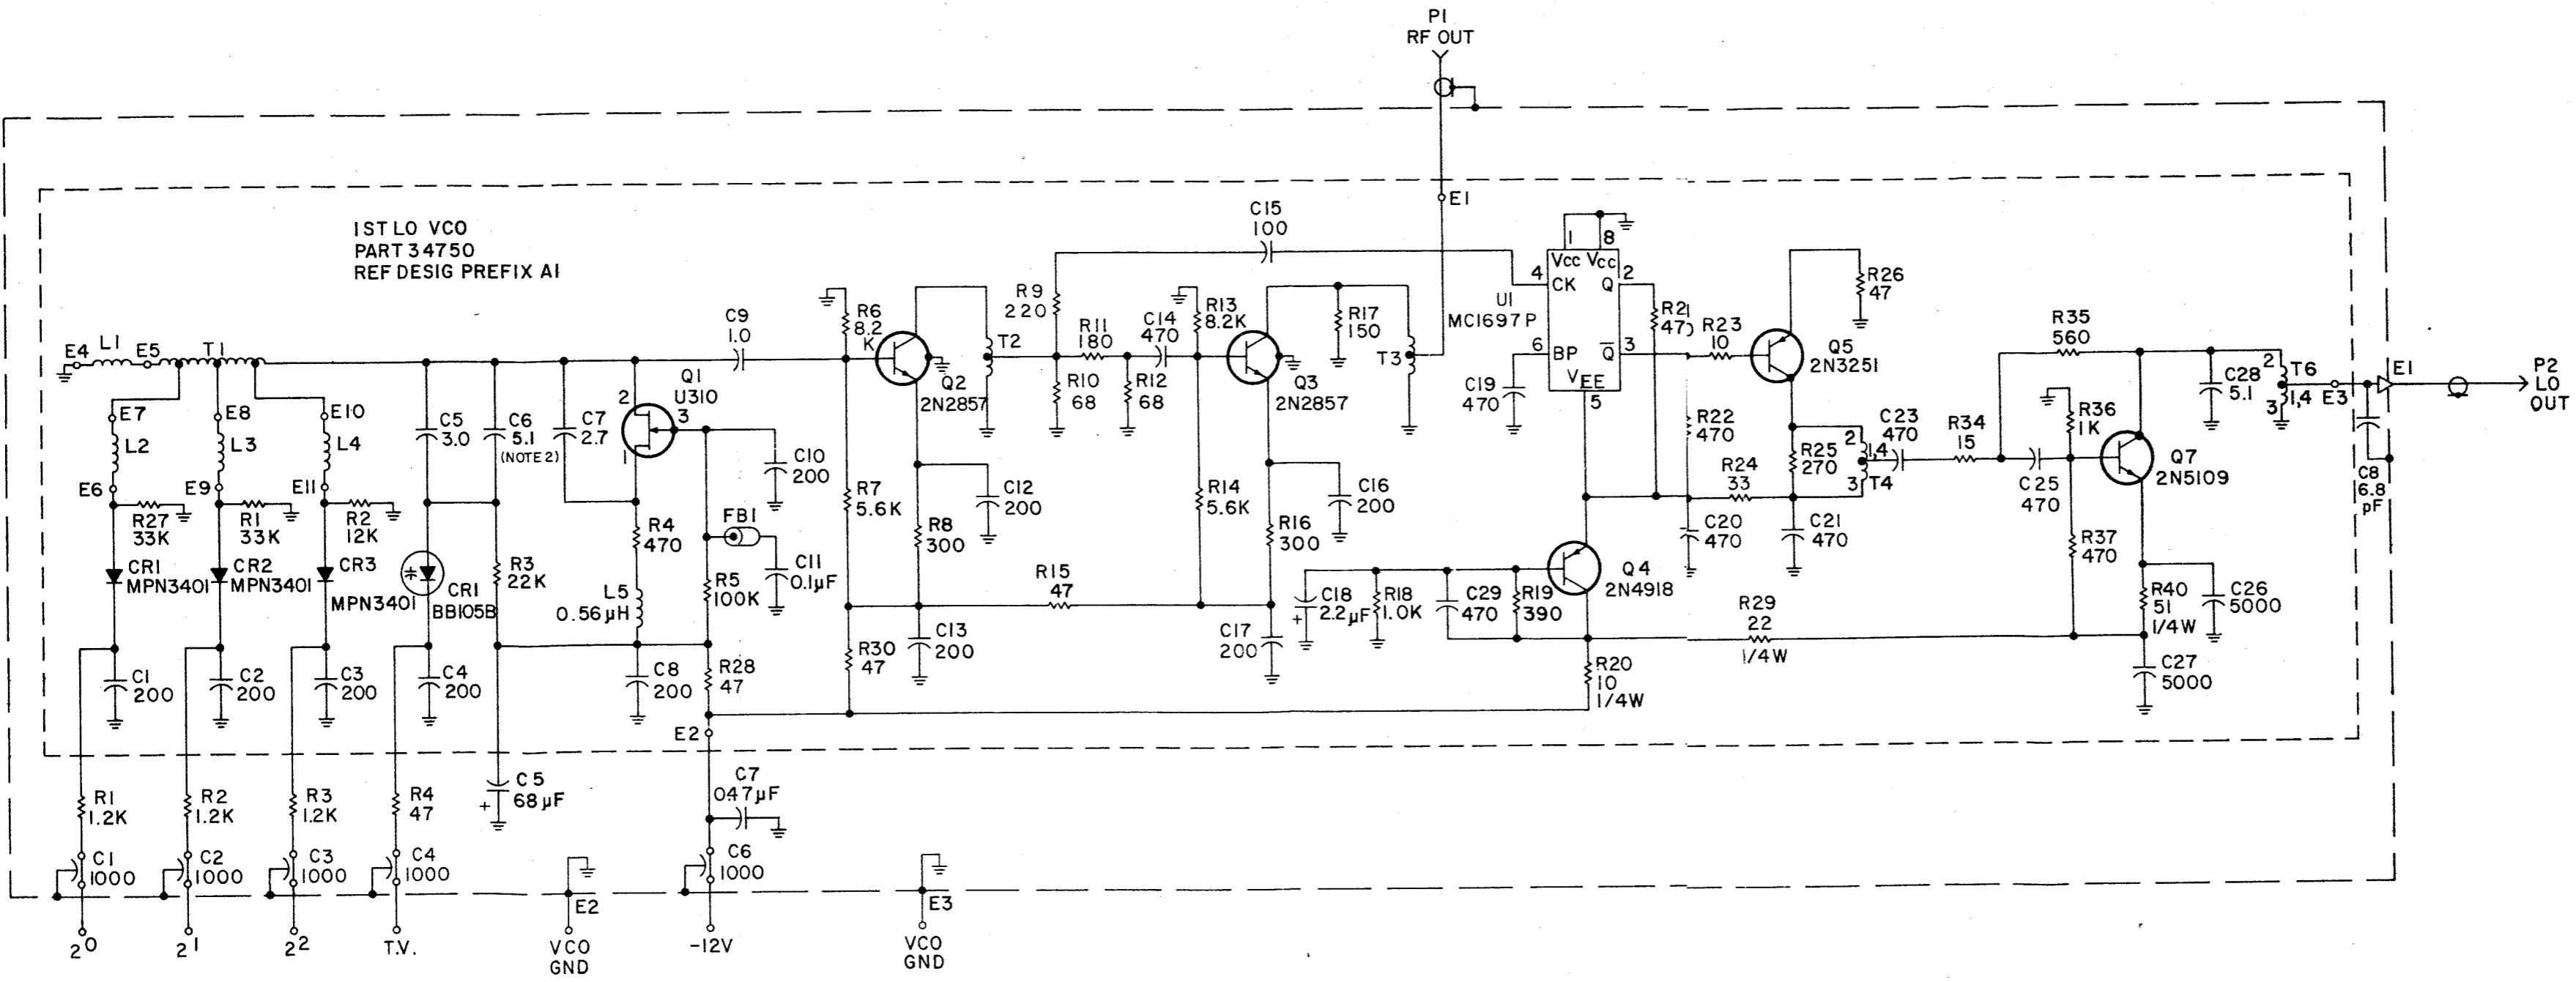 P1
RF OUT
E1
1ST LO VCO
PART 34750
REF DESIG PREFIX A1
C15
100
1
8
Vcc Vcc
4
2
CK
Q
U1
MC1697P
6
BP
Q̅
3
VEE
5
R26
47
R21
47
R23
10
Q5
2N3251
R35
560
C28
5.1
2
T6
1,4
3
E3
E1
P2
LO
OUT
C8
6.8
pF
E4
L1
E5
T1
C9
1.0
R6
8.2
K
Q2
2N2857
T2
R9
220
R11
180
C14
470
R13
8.2K
R10
68
R12
68
Q3
2N2857
R17
150
T3
C19
470
R22
470
R25
270
2
1,4
3
T4
C23
470
R34
15
R36
1K
C25
470
Q7
2N5109
E7
E8
E10
L2
L3
L4
E6
E9
E11
C5
3.0
C6
5.1
(NOTE 2)
C7
2.7
2
Q1
U310
3
1
C10
200
R27
33K
R1
33K
R2
12K
R4
470
FB1
C11
0.1µF
R7
5.6K
R8
300
C12
200
R14
5.6K
R16
300
C16
200
R24
33
C20
470
C21
470
R37
470
CR1
MPN3401
CR2
MPN3401
CR3
MPN3401
CR1
BB105B
R3
22K
L5
0.56µH
R5
100K
R15
47
C18
2.2µF
R18
1.0K
C29
470
R19
390
Q4
2N4918
R29
22
1/4W
R40
51
1/4W
C26
5000
C1
200
C2
200
C3
200
C4
200
C8
200
R28
47
R30
47
C13
200
C17
200
R20
10
1/4W
C27
5000
E2
R1
1.2K
R2
1.2K
R3
1.2K
R4
47
C5
68µF
+
+
C7
047µF
C1
1000
C2
1000
C3
1000
C4
1000
C6
1000
E2
E3
2⁰
2¹
2²
T.V.
VCO
GND
-12V
VCO
GND